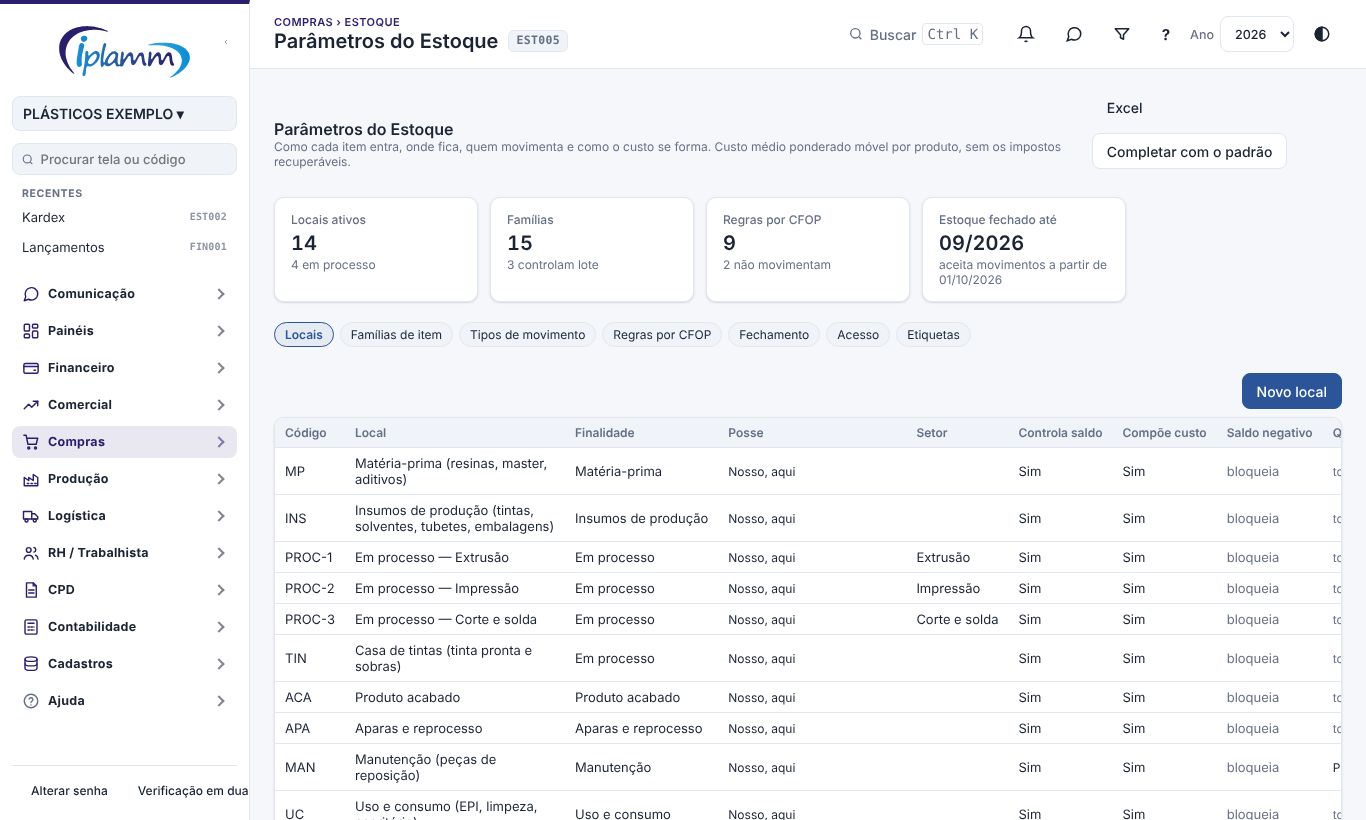 iplamm
PLÁSTICOS EXEMPLO ▾
Procurar tela ou código
RECENTES
Kardex EST002
Lançamentos FIN001
Comunicação
Painéis
Financeiro
Comercial
Compras
Produção
Logística
RH / Trabalhista
CPD
Contabilidade
Cadastros
Ajuda
Alterar senha Verificação em dua
COMPRAS › ESTOQUE
Parâmetros do Estoque EST005
Buscar Ctrl K
? Ano 2026
Parâmetros do Estoque
Como cada item entra, onde fica, quem movimenta e como o custo se forma. Custo médio ponderado móvel por produto, sem os impostos
recuperáveis.
Excel
Completar com o padrão
Locais ativos
14
4 em processo
Famílias
15
3 controlam lote
Regras por CFOP
9
2 não movimentam
Estoque fechado até
09/2026
aceita movimentos a partir de
01/10/2026
Locais Famílias de item Tipos de movimento Regras por CFOP Fechamento Acesso Etiquetas
Novo local
Código Local Finalidade Posse Setor Controla saldo Compõe custo Saldo negativo Q
MP Matéria-prima (resinas, master, aditivos) Matéria-prima Nosso, aqui Sim Sim bloqueia
INS Insumos de produção (tintas, solventes, tubetes, embalagens) Insumos de produção Nosso, aqui Sim Sim bloqueia
PROC-1 Em processo — Extrusão Em processo Nosso, aqui Extrusão Sim Sim bloqueia
PROC-2 Em processo — Impressão Em processo Nosso, aqui Impressão Sim Sim bloqueia
PROC-3 Em processo — Corte e solda Em processo Nosso, aqui Corte e solda Sim Sim bloqueia
TIN Casa de tintas (tinta pronta e sobras) Em processo Nosso, aqui Sim Sim bloqueia
ACA Produto acabado Produto acabado Nosso, aqui Sim Sim bloqueia
APA Aparas e reprocesso Aparas e reprocesso Nosso, aqui Sim Sim bloqueia
MAN Manutenção (peças de reposição) Manutenção Nosso, aqui Sim Sim bloqueia P
UC Uso e consumo (EPI, limpeza, Uso e consumo Nosso, aqui Sim Sim bloqueia